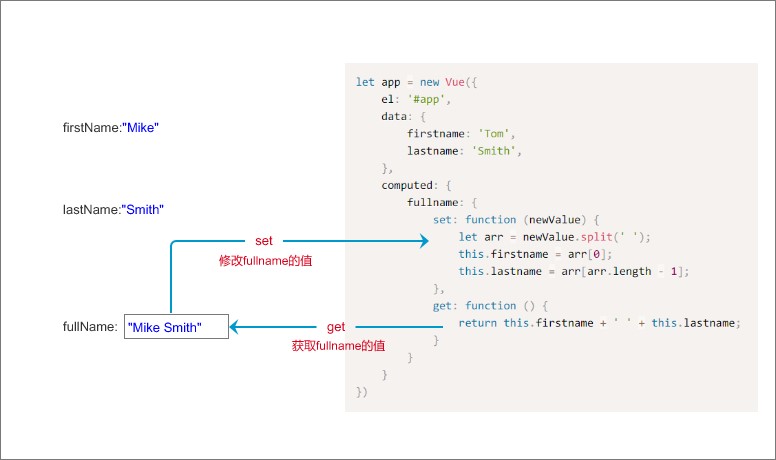 firstName:"Mike"
lastName:"Smith"
set
修改fullname的值
fullName: "Mike Smith"
get
获取fullname的值
let app = new Vue({
    el: '#app',
    data: {
        firstname: 'Tom',
        lastname: 'Smith',
    },
    computed: {
        fullname: {
            set: function (newValue) {
                let arr = newValue.split(' ');
                this.firstname = arr[0];
                this.lastname = arr[arr.length - 1];
            },
            get: function () {
                return this.firstname + ' ' + this.lastname;
            }
        }
    }
})